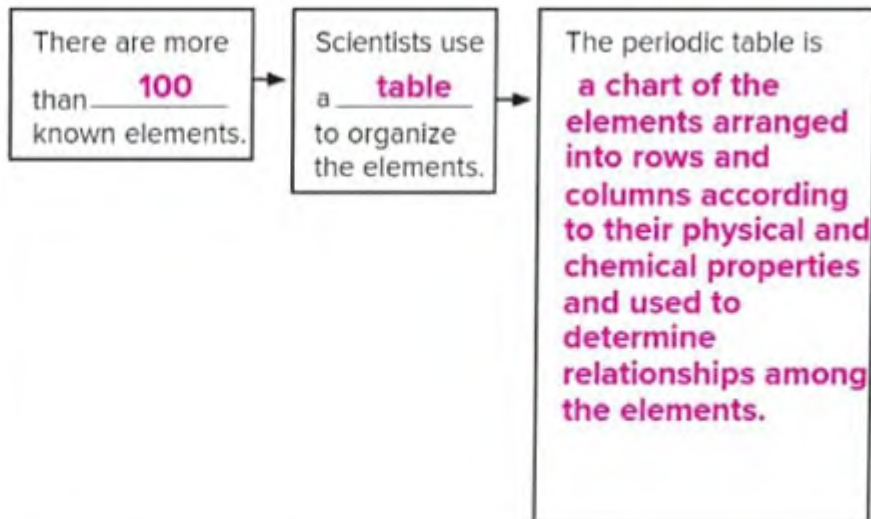 There are more
than 100
known elements.
Scientists use
a table
to organize
the elements.
The periodic table is
a chart of the
elements arranged
into rows and
columns according
to their physical and
chemical properties
and used to
determine
relationships among
the elements.